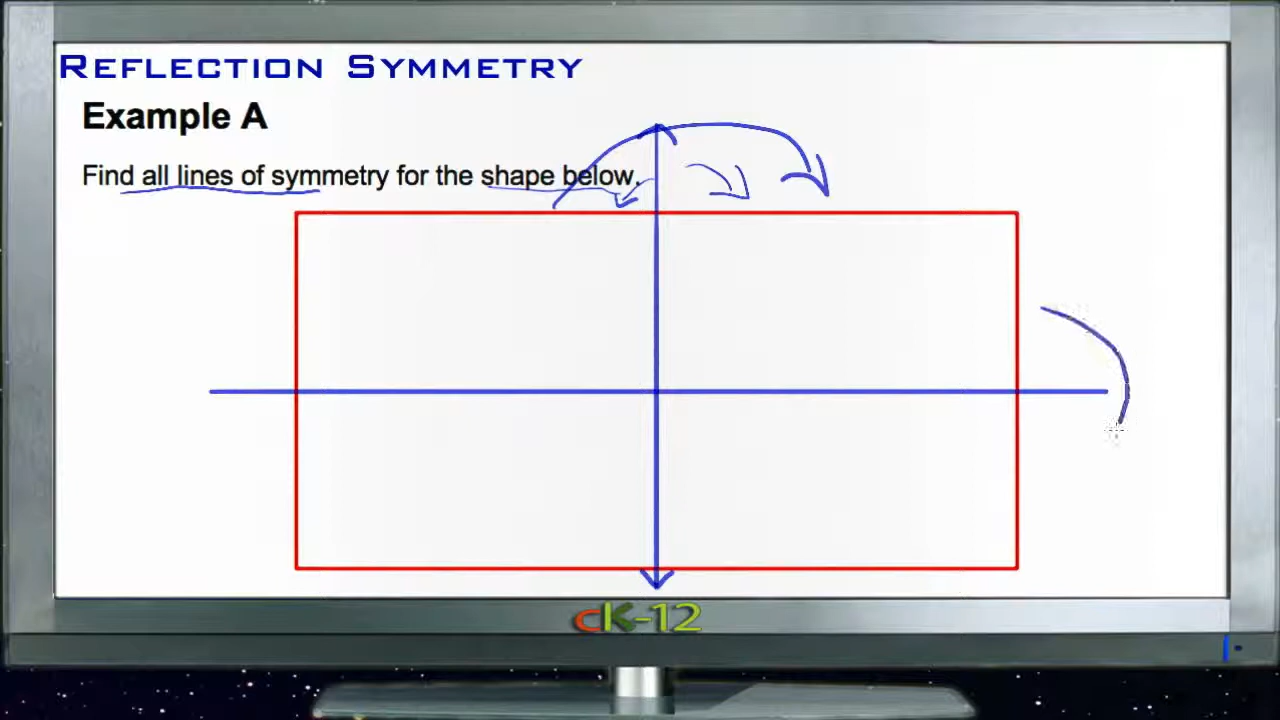 REFLECTION SYMMETRY
Example A
Find all lines of symmetry for the shape below.
cK-12